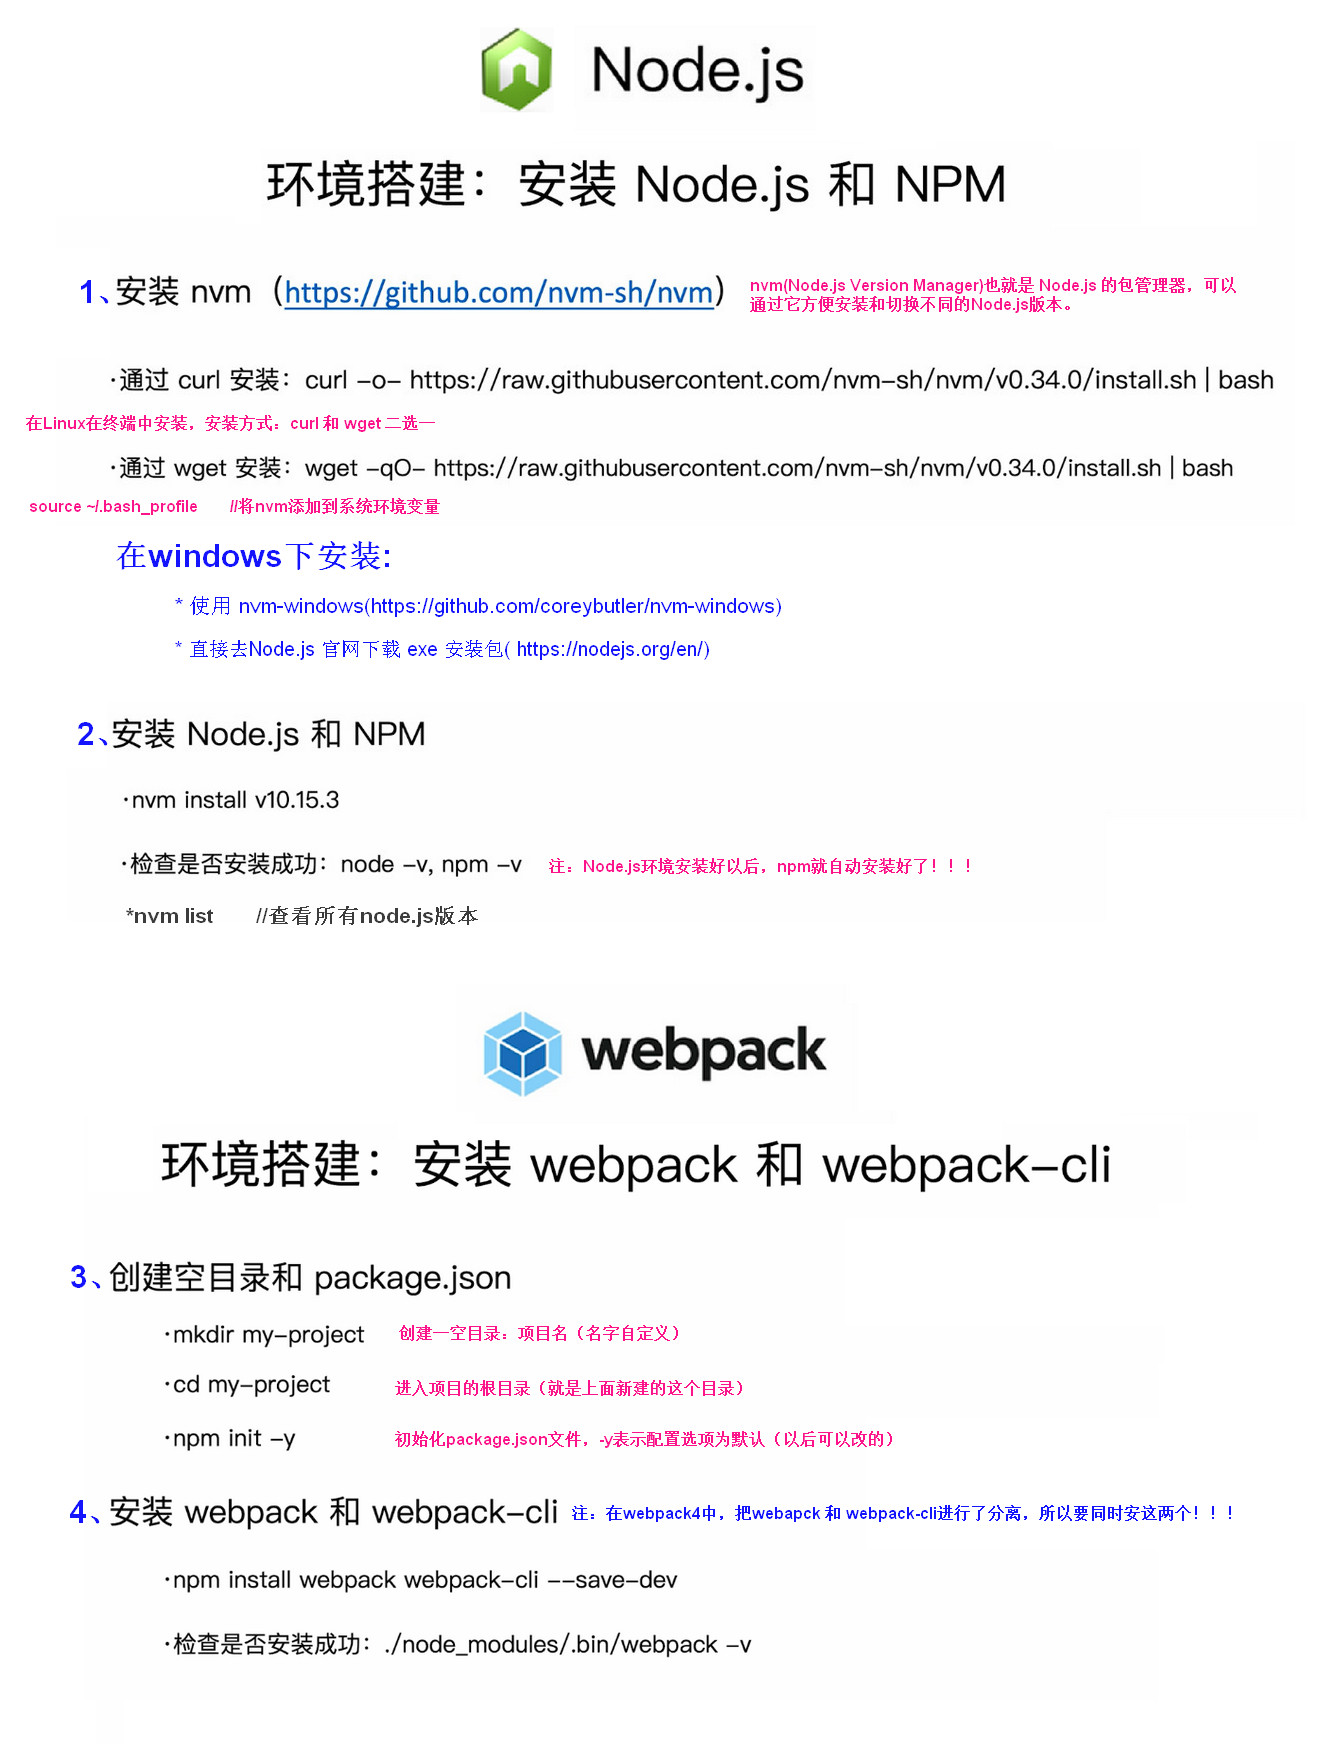 Node.js
环境搭建：安装 Node.js 和 NPM
1、安装 nvm（https://github.com/nvm-sh/nvm） nvm(Node.js Version Manager)也就是 Node.js 的包管理器，可以
通过它方便安装和切换不同的Node.js版本。
·通过 curl 安装：curl -o- https://raw.githubusercontent.com/nvm-sh/nvm/v0.34.0/install.sh | bash
在Linux在终端中安装，安装方式：curl 和 wget 二选一
·通过 wget 安装：wget -qO- https://raw.githubusercontent.com/nvm-sh/nvm/v0.34.0/install.sh | bash
source ~/.bash_profile //将nvm添加到系统环境变量
在windows下安装:
* 使用 nvm-windows(https://github.com/coreybutler/nvm-windows)
* 直接去Node.js 官网下载 exe 安装包( https://nodejs.org/en/)
2、安装 Node.js 和 NPM
·nvm install v10.15.3
·检查是否安装成功：node -v, npm -v 注：Node.js环境安装好以后，npm就自动安装好了！！！
*nvm list //查看所有node.js版本
webpack
环境搭建：安装 webpack 和 webpack-cli
3、创建空目录和 package.json
·mkdir my-project 创建一空目录：项目名（名字自定义）
·cd my-project 进入项目的根目录（就是上面新建的这个目录）
·npm init -y 初始化package.json文件，-y表示配置选项为默认（以后可以改的）
4、安装 webpack 和 webpack-cli 注：在webpack4中，把webapck 和 webpack-cli进行了分离，所以要同时安这两个！！！
·npm install webpack webpack-cli --save-dev
·检查是否安装成功：./node_modules/.bin/webpack -v